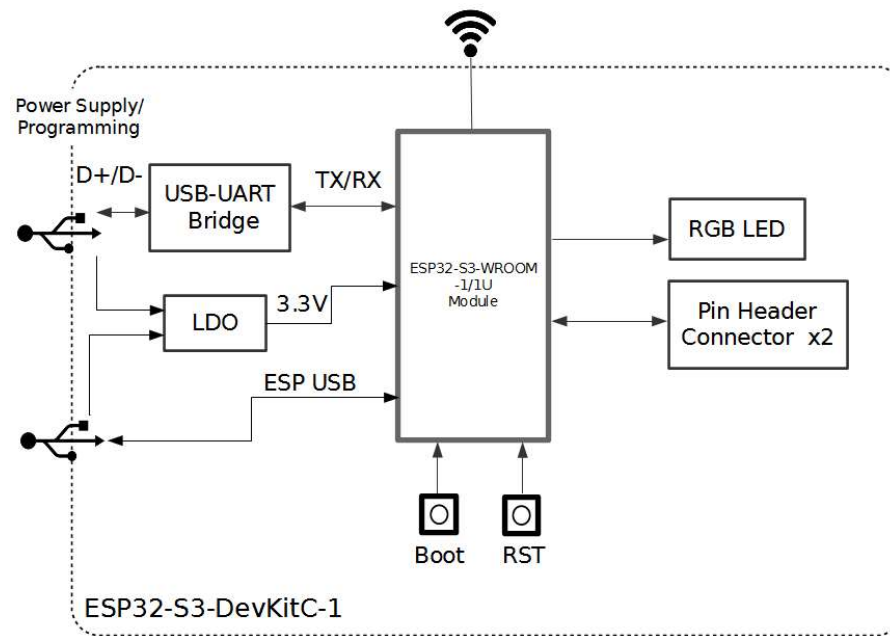 Power Supply/
Programming
D+/D-
USB-UART
Bridge
TX/RX
ESP32-S3-WROOM
-1/1U
Module
RGB LED
Pin Header
Connector x2
LDO
3.3V
ESP USB
Boot
RST
ESP32-S3-DevKitC-1